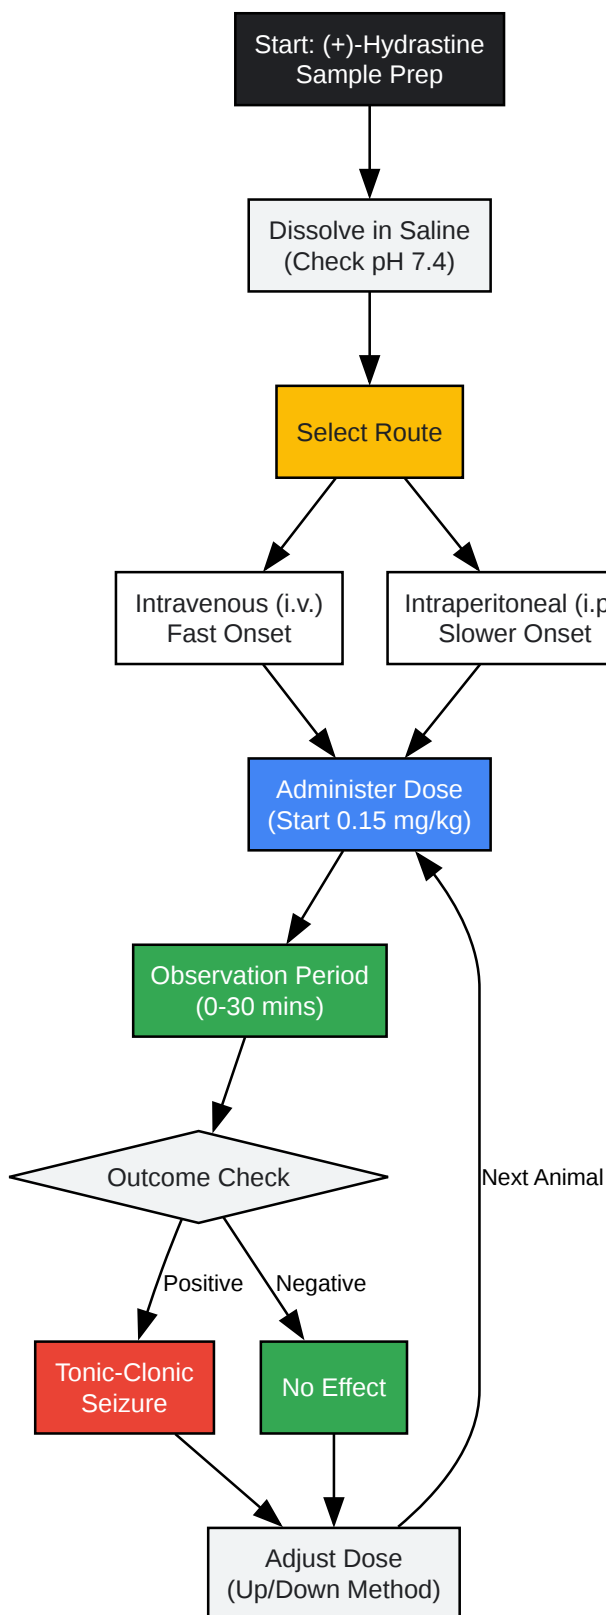 Start: (+)-Hydrastine
Sample Prep
Dissolve in Saline
(Check pH 7.4)
Select Route
Intravenous (i.v.)
Fast Onset
Intraperitoneal (i.p
Slower Onset
Administer Dose
(Start 0.15 mg/kg)
Observation Period
(0-30 mins)
Outcome Check
Next Animal
Positive
Negative
Tonic-Clonic
Seizure
No Effect
Adjust Dose
(Up/Down Method)